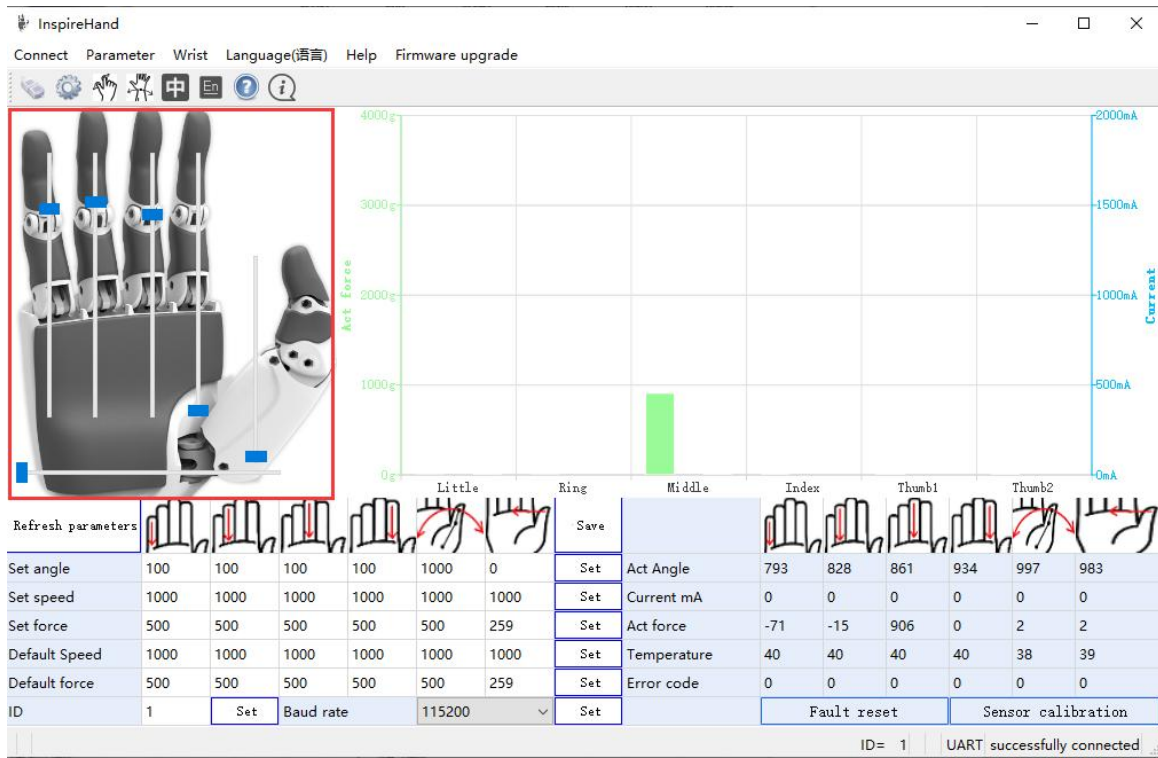 InspireHand
Connect Parameter Wrist Language(语言) Help Firmware upgrade
中 En ? i
4000g 2000mA
3000g 1500mA
Act force
2000g 1000mA
Current
1000g 500mA
0g 0mA
Little Ring Middle Index Thumb1 Thumb2
Refresh parameters Save
Set angle 100 100 100 100 1000 0 Set Act Angle 793 828 861 934 997 983
Set speed 1000 1000 1000 1000 1000 1000 Set Current mA 0 0 0 0 0 0
Set force 500 500 500 500 500 259 Set Act force -71 -15 906 0 2 2
Default Speed 1000 1000 1000 1000 1000 1000 Set Temperature 40 40 40 40 38 39
Default force 500 500 500 500 500 259 Set Error code 0 0 0 0 0 0
ID 1 Set Baud rate 115200 Set Fault reset Sensor calibration
ID= 1 UART successfully connected